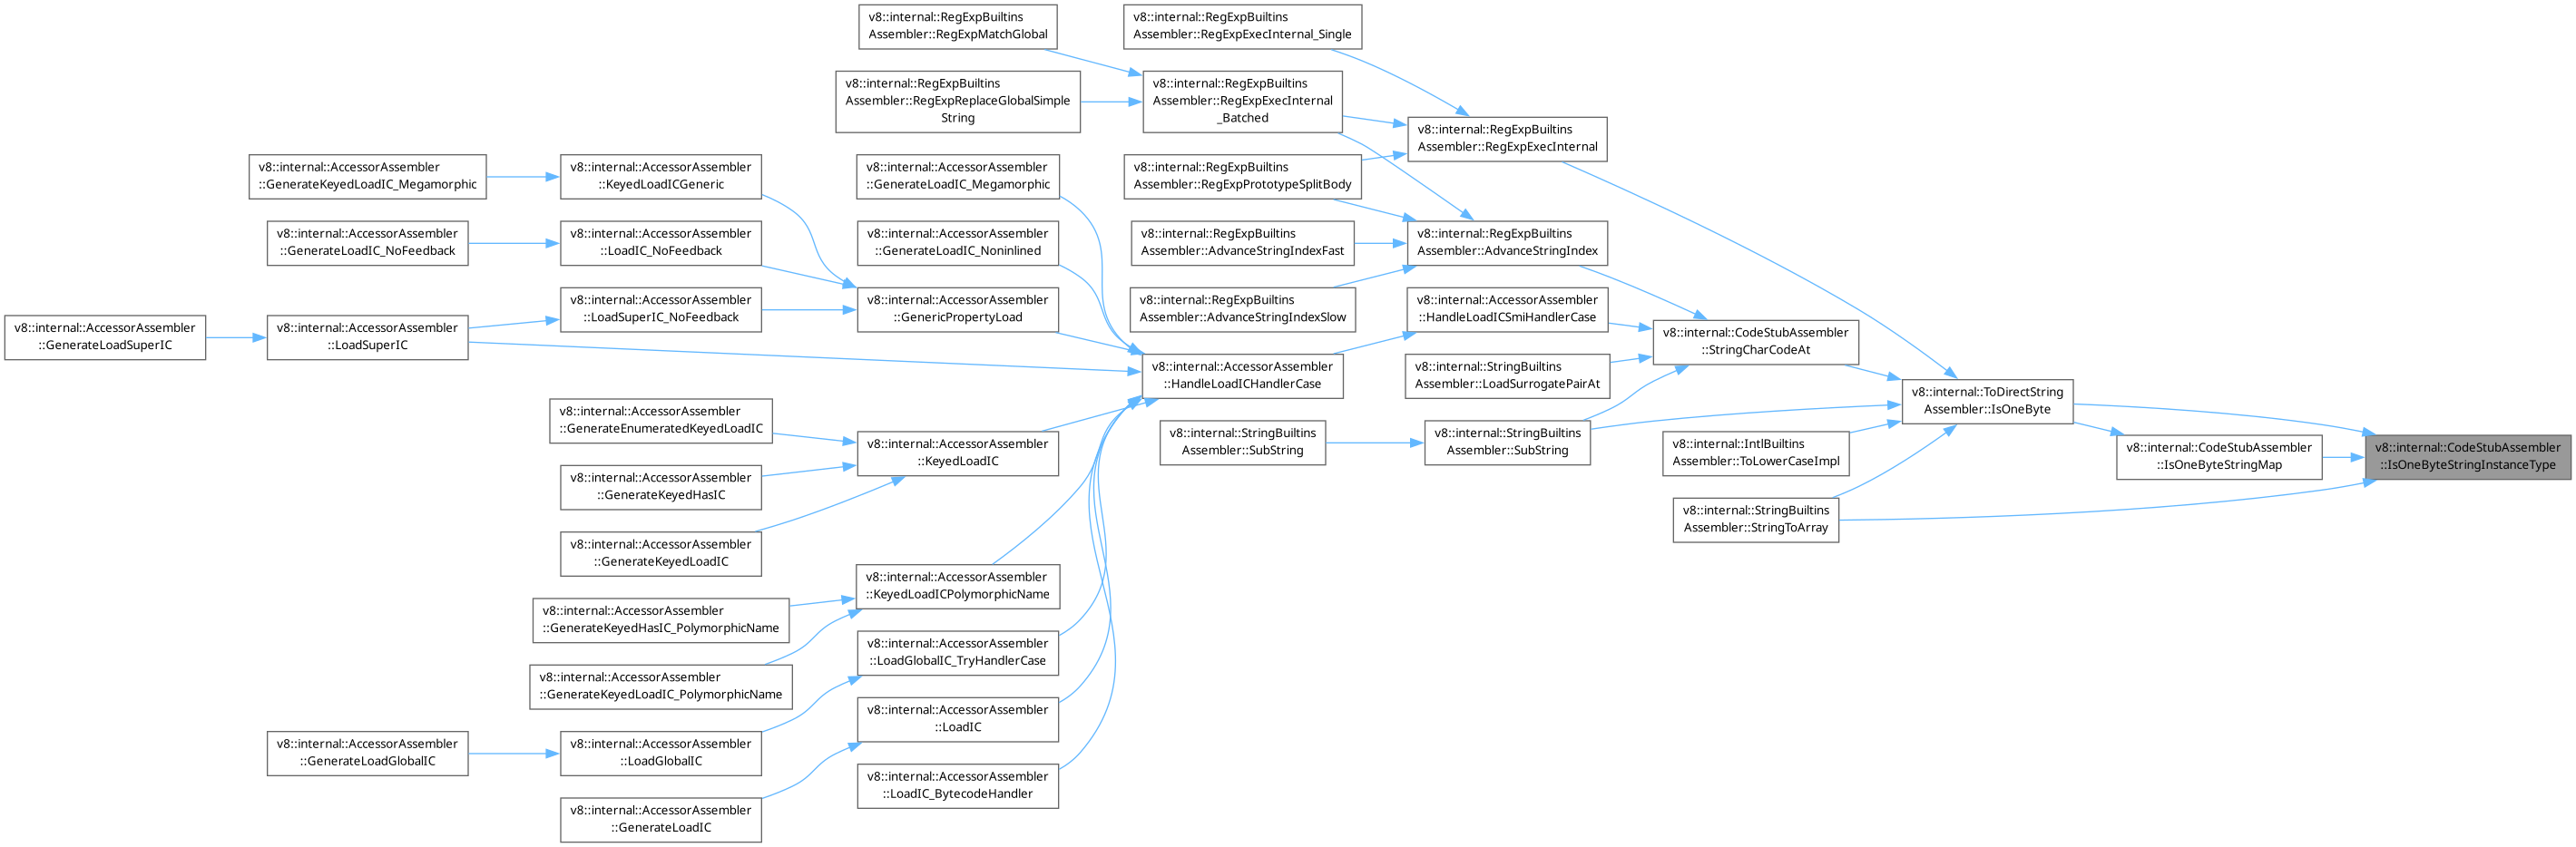 v8::internal::RegExpBuiltins
Assembler::RegExpMatchGlobal
v8::internal::RegExpBuiltins
Assembler::RegExpExecInternal_Single
v8::internal::RegExpBuiltins
Assembler::RegExpReplaceGlobalSimple
String
v8::internal::RegExpBuiltins
Assembler::RegExpExecInternal
_Batched
v8::internal::RegExpBuiltins
Assembler::RegExpExecInternal
v8::internal::AccessorAssembler
::GenerateKeyedLoadIC_Megamorphic
v8::internal::AccessorAssembler
::KeyedLoadICGeneric
v8::internal::AccessorAssembler
::GenerateLoadIC_Megamorphic
v8::internal::RegExpBuiltins
Assembler::RegExpPrototypeSplitBody
v8::internal::AccessorAssembler
::GenerateLoadIC_NoFeedback
v8::internal::AccessorAssembler
::LoadIC_NoFeedback
v8::internal::AccessorAssembler
::GenerateLoadIC_Noninlined
v8::internal::RegExpBuiltins
Assembler::AdvanceStringIndexFast
v8::internal::RegExpBuiltins
Assembler::AdvanceStringIndex
v8::internal::AccessorAssembler
::GenerateLoadSuperIC
v8::internal::AccessorAssembler
::LoadSuperIC
v8::internal::AccessorAssembler
::LoadSuperIC_NoFeedback
v8::internal::AccessorAssembler
::GenericPropertyLoad
v8::internal::RegExpBuiltins
Assembler::AdvanceStringIndexSlow
v8::internal::AccessorAssembler
::HandleLoadICSmiHandlerCase
v8::internal::CodeStubAssembler
::StringCharCodeAt
v8::internal::AccessorAssembler
::HandleLoadICHandlerCase
v8::internal::StringBuiltins
Assembler::LoadSurrogatePairAt
v8::internal::ToDirectString
Assembler::IsOneByte
v8::internal::AccessorAssembler
::GenerateEnumeratedKeyedLoadIC
v8::internal::AccessorAssembler
::KeyedLoadIC
v8::internal::StringBuiltins
Assembler::SubString
v8::internal::StringBuiltins
Assembler::SubString
v8::internal::IntlBuiltins
Assembler::ToLowerCaseImpl
v8::internal::CodeStubAssembler
::IsOneByteStringMap
v8::internal::CodeStubAssembler
::IsOneByteStringInstanceType
v8::internal::AccessorAssembler
::GenerateKeyedHasIC
v8::internal::StringBuiltins
Assembler::StringToArray
v8::internal::AccessorAssembler
::GenerateKeyedLoadIC
v8::internal::AccessorAssembler
::KeyedLoadICPolymorphicName
v8::internal::AccessorAssembler
::GenerateKeyedHasIC_PolymorphicName
v8::internal::AccessorAssembler
::LoadGlobalIC_TryHandlerCase
v8::internal::AccessorAssembler
::GenerateKeyedLoadIC_PolymorphicName
v8::internal::AccessorAssembler
::LoadIC
v8::internal::AccessorAssembler
::GenerateLoadGlobalIC
v8::internal::AccessorAssembler
::LoadGlobalIC
v8::internal::AccessorAssembler
::LoadIC_BytecodeHandler
v8::internal::AccessorAssembler
::GenerateLoadIC